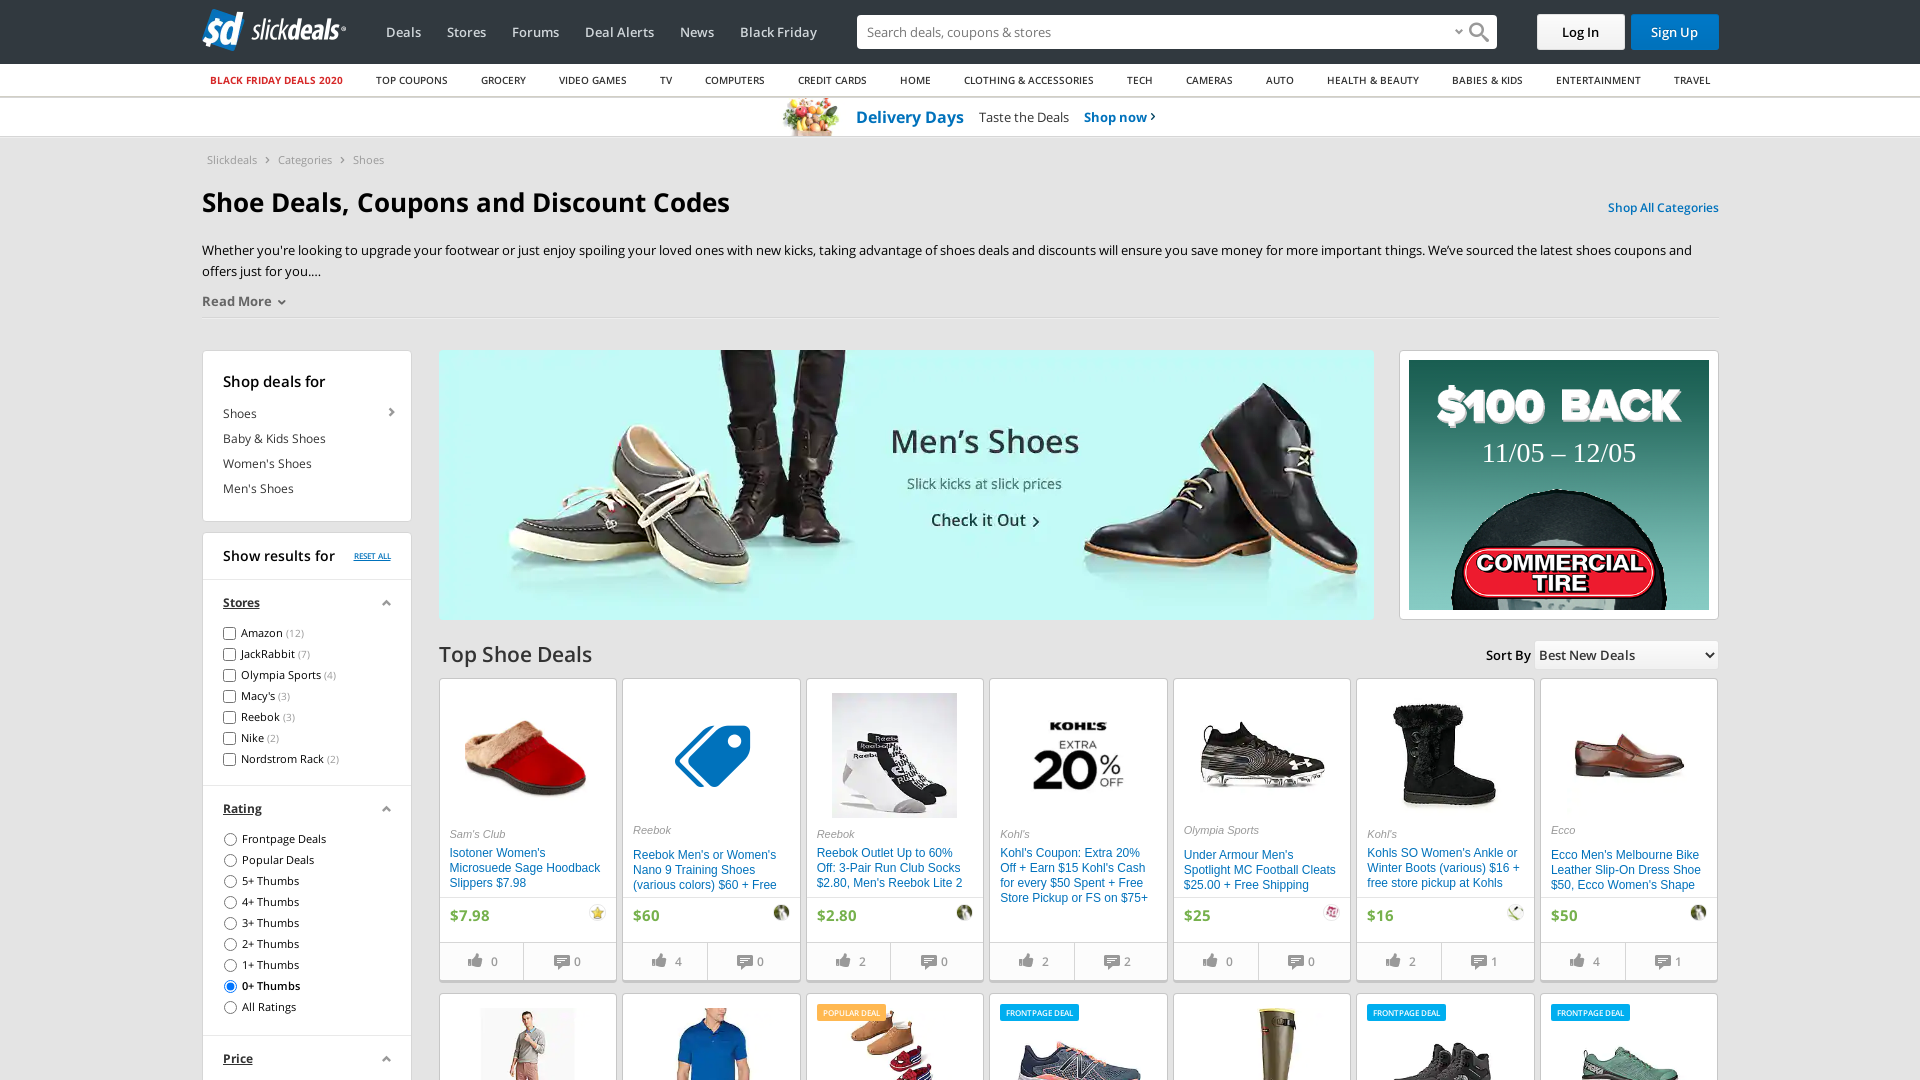 slickdeals
Deals
Stores
Forums
Deal Alerts
News
Black Friday
Search deals, coupons & stores
Log In
Sign Up
BLACK FRIDAY DEALS 2020
TOP COUPONS
GROCERY
VIDEO GAMES
TV
COMPUTERS
CREDIT CARDS
HOME
CLOTHING & ACCESSORIES
TECH
CAMERAS
AUTO
HEALTH & BEAUTY
BABIES & KIDS
ENTERTAINMENT
TRAVEL
Delivery Days Taste the Deals Shop now
Slickdeals > Categories > Shoes
Shoe Deals, Coupons and Discount Codes
Shop All Categories
Whether you're looking to upgrade your footwear or just enjoy spoiling your loved ones with new kicks, taking advantage of shoes deals and discounts will ensure you save money for more important things. We’ve sourced the latest shoes coupons and
offers just for you.…
Read More
Shop deals for
Shoes
Baby & Kids Shoes
Women's Shoes
Men's Shoes
Show results for
RESET ALL
Stores
Amazon (12)
JackRabbit (7)
Olympia Sports (4)
Macy's (3)
Reebok (3)
Nike (2)
Nordstrom Rack (2)
Rating
Frontpage Deals
Popular Deals
5+ Thumbs
4+ Thumbs
3+ Thumbs
2+ Thumbs
1+ Thumbs
0+ Thumbs
All Ratings
Price
Men’s Shoes
Slick kicks at slick prices
Check it Out
$100 BACK
11/05 – 12/05
COMMERCIAL
TIRE
Top Shoe Deals
Sort By Best New Deals
Sam's Club
Isotoner Women's
Microsuede Sage Hoodback
Slippers $7.98
$7.98
0
0
Reebok
Reebok Men's or Women's
Nano 9 Training Shoes
(various colors) $60 + Free
$60
4
0
Reebok
Reebok Outlet Up to 60%
Off: 3-Pair Run Club Socks
$2.80, Men's Reebok Lite 2
$2.80
2
0
KOHL'S
EXTRA
20% OFF
Kohl's
Kohl's Coupon: Extra 20%
Off + Earn $15 Kohl's Cash
for every $50 Spent + Free
Store Pickup or FS on $75+
2
2
Olympia Sports
Under Armour Men's
Spotlight MC Football Cleats
$25.00 + Free Shipping
$25
0
0
Kohl's
Kohls SO Women's Ankle or
Winter Boots (various) $16 +
free store pickup at Kohls
$16
2
1
Ecco
Ecco Men's Melbourne Bike
Leather Slip-On Dress Shoe
$50, Ecco Women's Shape
$50
4
1
POPULAR DEAL
FRONTPAGE DEAL
FRONTPAGE DEAL
FRONTPAGE DEAL